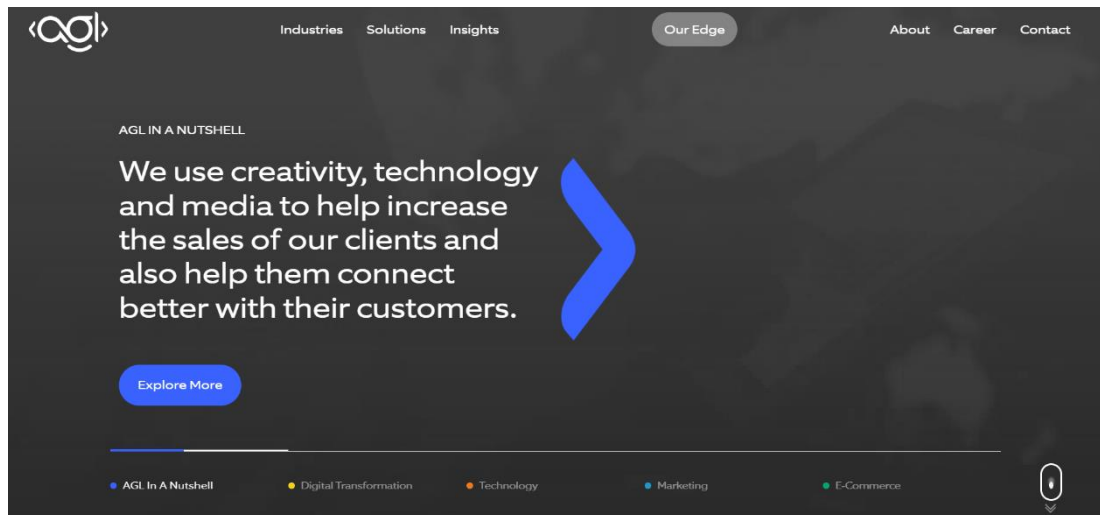 ‹agl›
Industries Solutions Insights Our Edge About Career Contact
AGL IN A NUTSHELL
We use creativity, technology
and media to help increase
the sales of our clients and
also help them connect
better with their customers.
Explore More
AGL In A Nutshell Digital Transformation Technology Marketing E-Commerce